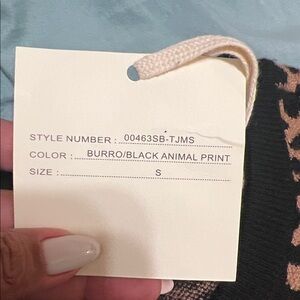 STYLE NUMBER : 00463SB-TJMS
COLOR : BURRO/BLACK ANIMAL PRINT
SIZE : S